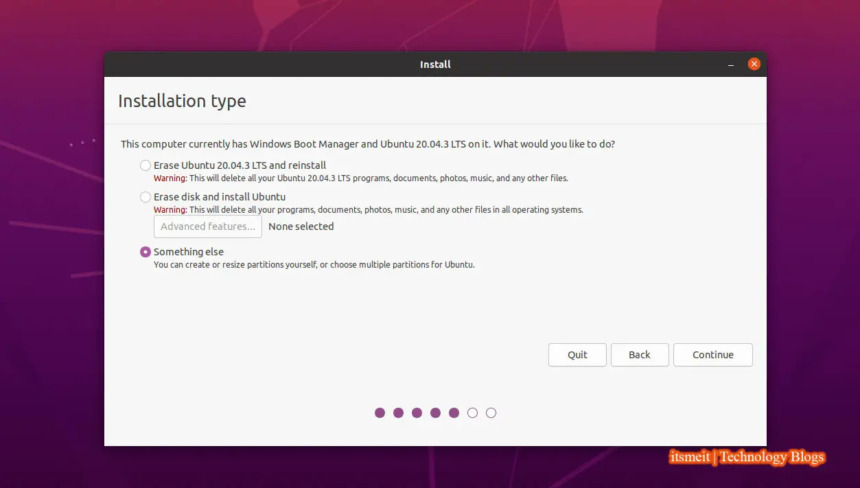 Install
Installation type
This computer currently has Windows Boot Manager and Ubuntu 20.04.3 LTS on it. What would you like to do?
Erase Ubuntu 20.04.3 LTS and reinstall
Warning: This will delete all your Ubuntu 20.04.3 LTS programs, documents, photos, music, and any other files.
Erase disk and install Ubuntu
Warning: This will delete all your programs, documents, photos, music, and any other files in all operating systems.
Advanced features... None selected
Something else
You can create or resize partitions yourself, or choose multiple partitions for Ubuntu.
Quit Back Continue
itsmeit | Technology Blogs